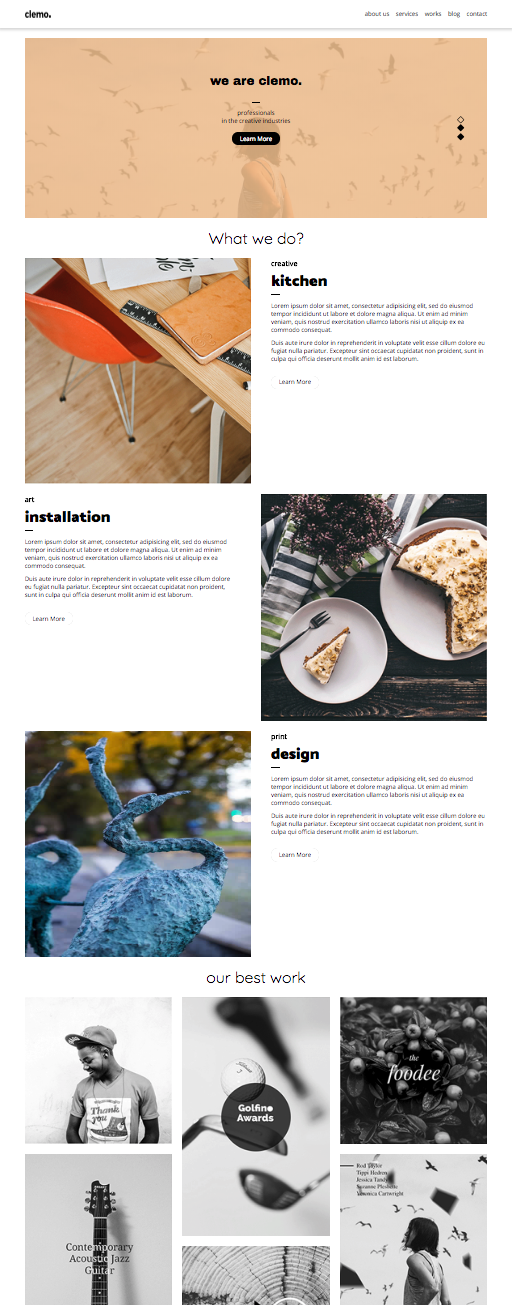 clemo.
about us services works blog contact
we are clemo.
professionals
in the creative industries
Learn More
What we do?
creative
kitchen
Lorem ipsum dolor sit amet, consectetur adipisicing elit, sed do eiusmod
tempor incididunt ut labore et dolore magna aliqua. Ut enim ad minim
veniam, quis nostrud exercitation ullamco laboris nisi ut aliquip ex ea
commodo consequat.
Duis aute irure dolor in reprehenderit in voluptate velit esse cillum dolore eu
fugiat nulla pariatur. Excepteur sint occaecat cupidatat non proident, sunt in
culpa qui officia deserunt mollit anim id est laborum.
Learn More
art
installation
Lorem ipsum dolor sit amet, consectetur adipisicing elit, sed do eiusmod
tempor incididunt ut labore et dolore magna aliqua. Ut enim ad minim
veniam, quis nostrud exercitation ullamco laboris nisi ut aliquip ex ea
commodo consequat.
Duis aute irure dolor in reprehenderit in voluptate velit esse cillum dolore
eu fugiat nulla pariatur. Excepteur sint occaecat cupidatat non proident,
sunt in culpa qui officia deserunt mollit anim id est laborum.
Learn More
print
design
Lorem ipsum dolor sit amet, consectetur adipisicing elit, sed do eiusmod
tempor incididunt ut labore et dolore magna aliqua. Ut enim ad minim
veniam, quis nostrud exercitation ullamco laboris nisi ut aliquip ex ea
commodo consequat.
Duis aute irure dolor in reprehenderit in voluptate velit esse cillum dolore eu
fugiat nulla pariatur. Excepteur sint occaecat cupidatat non proident, sunt in
culpa qui officia deserunt mollit anim id est laborum.
Learn More
our best work
Thank
you
Golfino
Awards
the
foodee
Contemporary
Acoustic Jazz
Guitar
Rod Taylor
Tippi Hedren
Jessica Tandy
Suzanne Pleshette
Veronica Cartwright